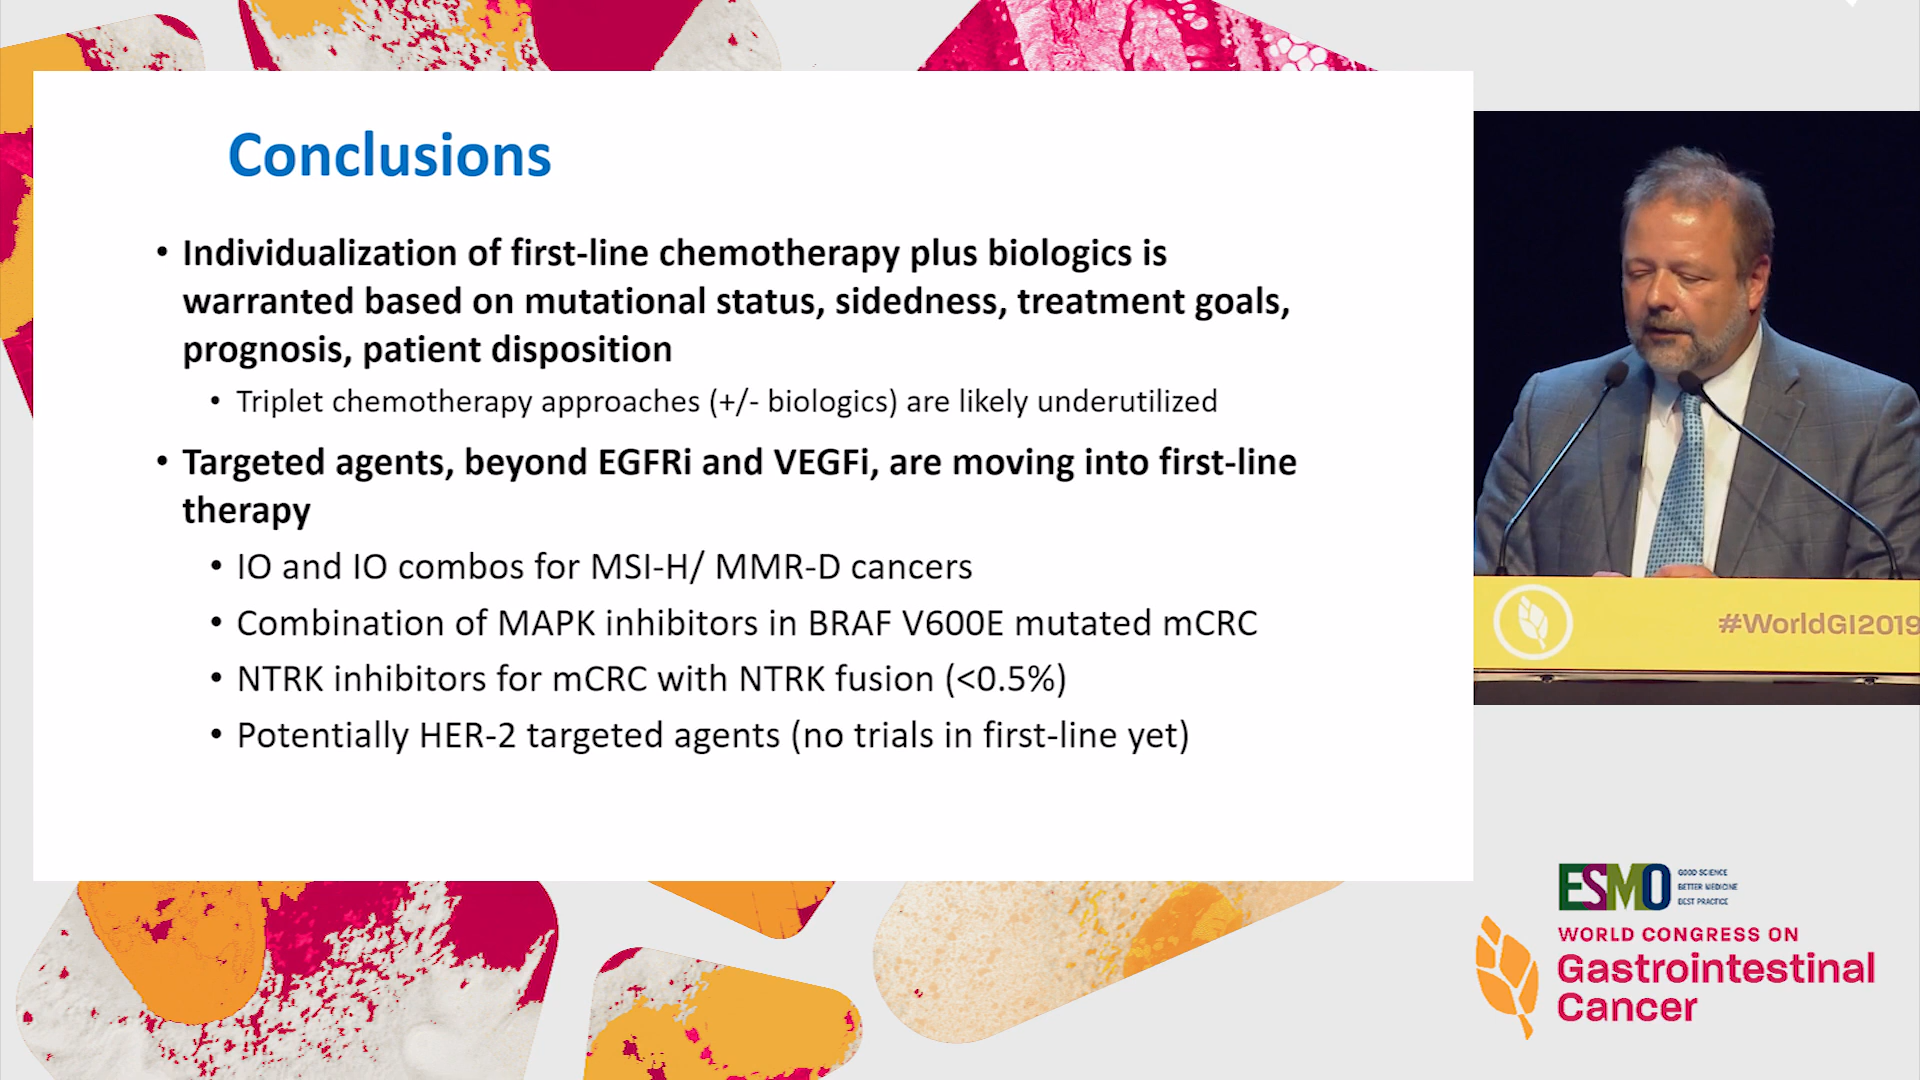 Conclusions
• Individualization of first-line chemotherapy plus biologics is
warranted based on mutational status, sidedness, treatment goals,
prognosis, patient disposition
• Triplet chemotherapy approaches (+/- biologics) are likely underutilized
• Targeted agents, beyond EGFRi and VEGFi, are moving into first-line
therapy
• IO and IO combos for MSI-H/ MMR-D cancers
• Combination of MAPK inhibitors in BRAF V600E mutated mCRC
• NTRK inhibitors for mCRC with NTRK fusion (<0.5%)
• Potentially HER-2 targeted agents (no trials in first-line yet)
#WorldGI2019
ESMO
GOOD SCIENCE
BETTER MEDICINE
BEST PRACTICE
WORLD CONGRESS ON
Gastrointestinal
Cancer